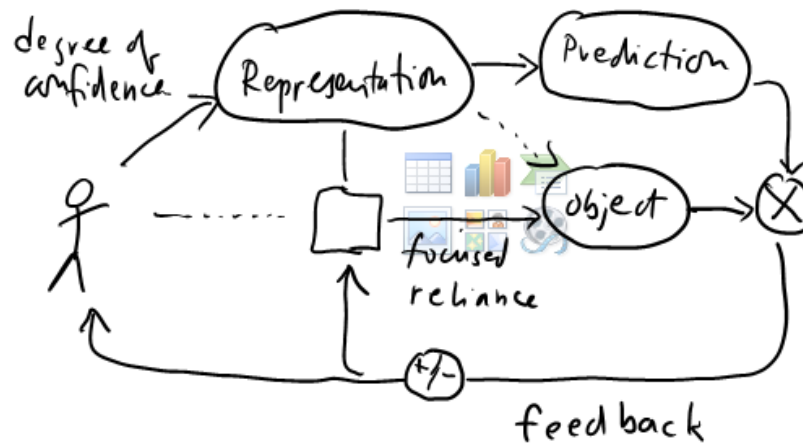 degree of
confidence
Representation
Prediction
object
X
focused
reliance
+/-
feedback